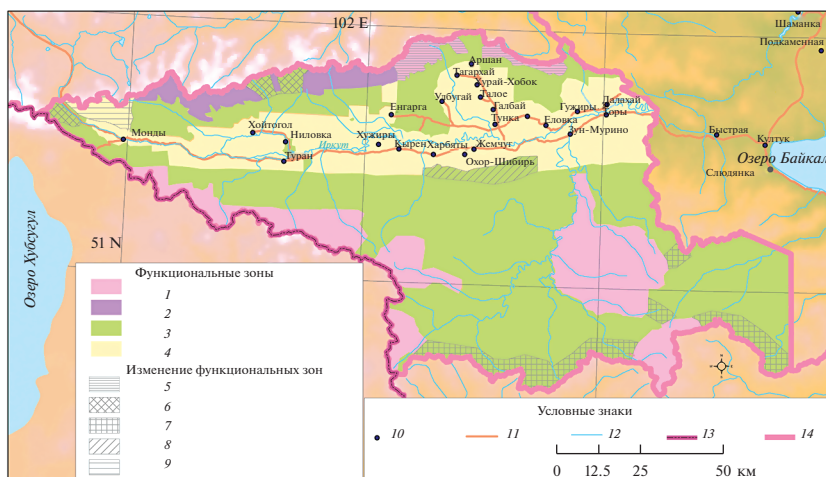 102 E
Шаманка
Подкаменная
Аршан
Тагархай
Хурай-Хобок
Талос
Улбугай
Галбай
Енгарга
Тунка
Еловка
Гужиры
Далахай
Торы
Зун-Мурино
Быстрая
Култук
Озеро Байкал
Слюдянка
Хойтогол
Монды
Ниловка
Туран
Иркут
Хужиры
Кырен
Харбяты
Жемчуг
Охор-Шибирь
51 N
Озеро Хубсугул
Функциональные зоны
1
2
3
4
Изменение функциональных зон
5
6
7
8
9
Условные знаки
10 11 12 13 14
0 12.5 25 50 км